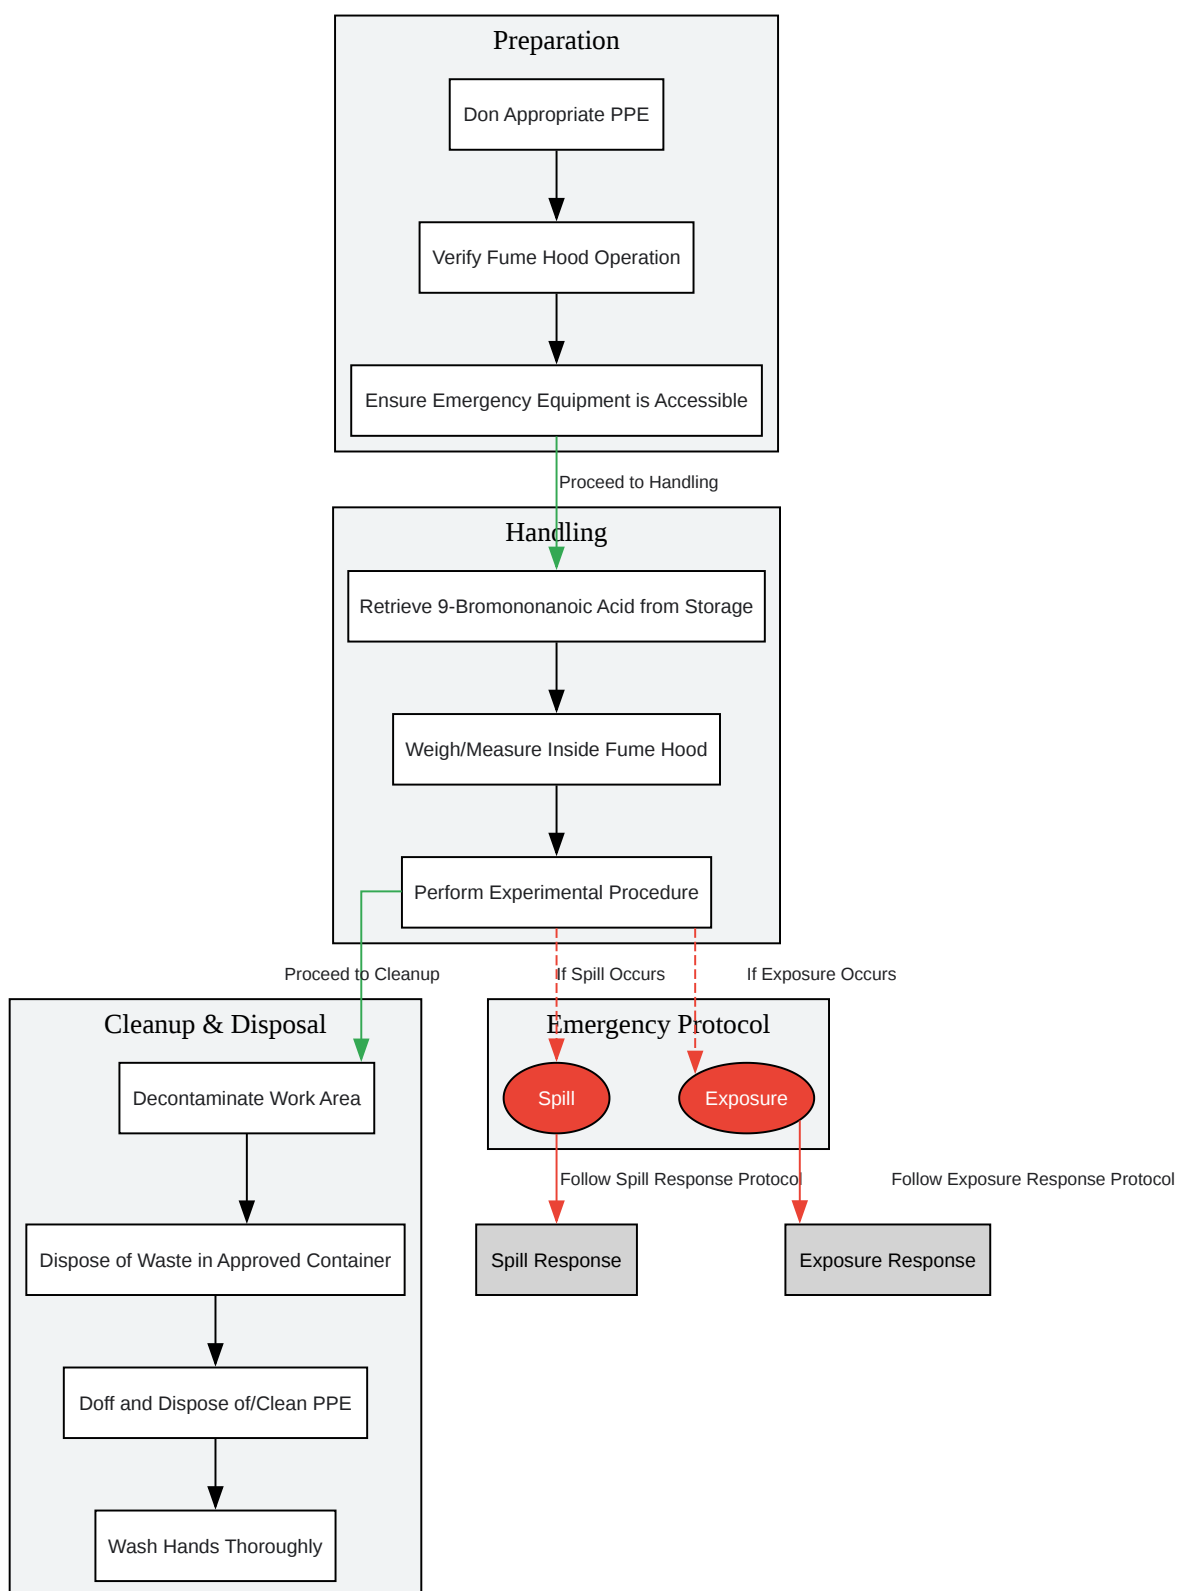 Preparation
Don Appropriate PPE
Verify Fume Hood Operation
Ensure Emergency Equipment is Accessible
Proceed to Handling
Handling
Retrieve 9-Bromononanoic Acid from Storage
Weigh/Measure Inside Fume Hood
Perform Experimental Procedure
Proceed to Cleanup
If Spill Occurs
If Exposure Occurs
Cleanup & Disposal
Emergency Protocol
Decontaminate Work Area
Spill
Exposure
Follow Spill Response Protocol
Follow Exposure Response Protocol
Dispose of Waste in Approved Container
Spill Response
Exposure Response
Doff and Dispose of/Clean PPE
Wash Hands Thoroughly